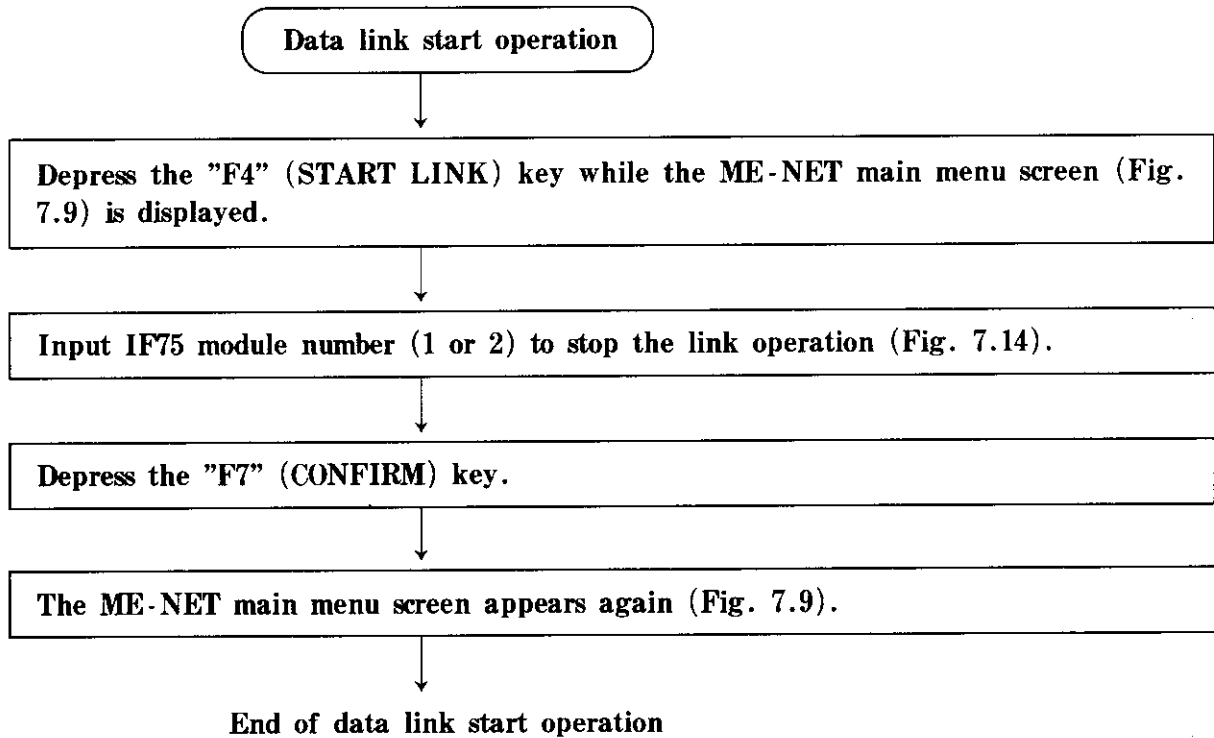 Data link start operation
Depress the "F4" (START LINK) key while the ME-NET main menu screen (Fig.
7.9) is displayed.
Input IF75 module number (1 or 2) to stop the link operation (Fig. 7.14).
Depress the "F7" (CONFIRM) key.
The ME-NET main menu screen appears again (Fig. 7.9).
End of data link start operation